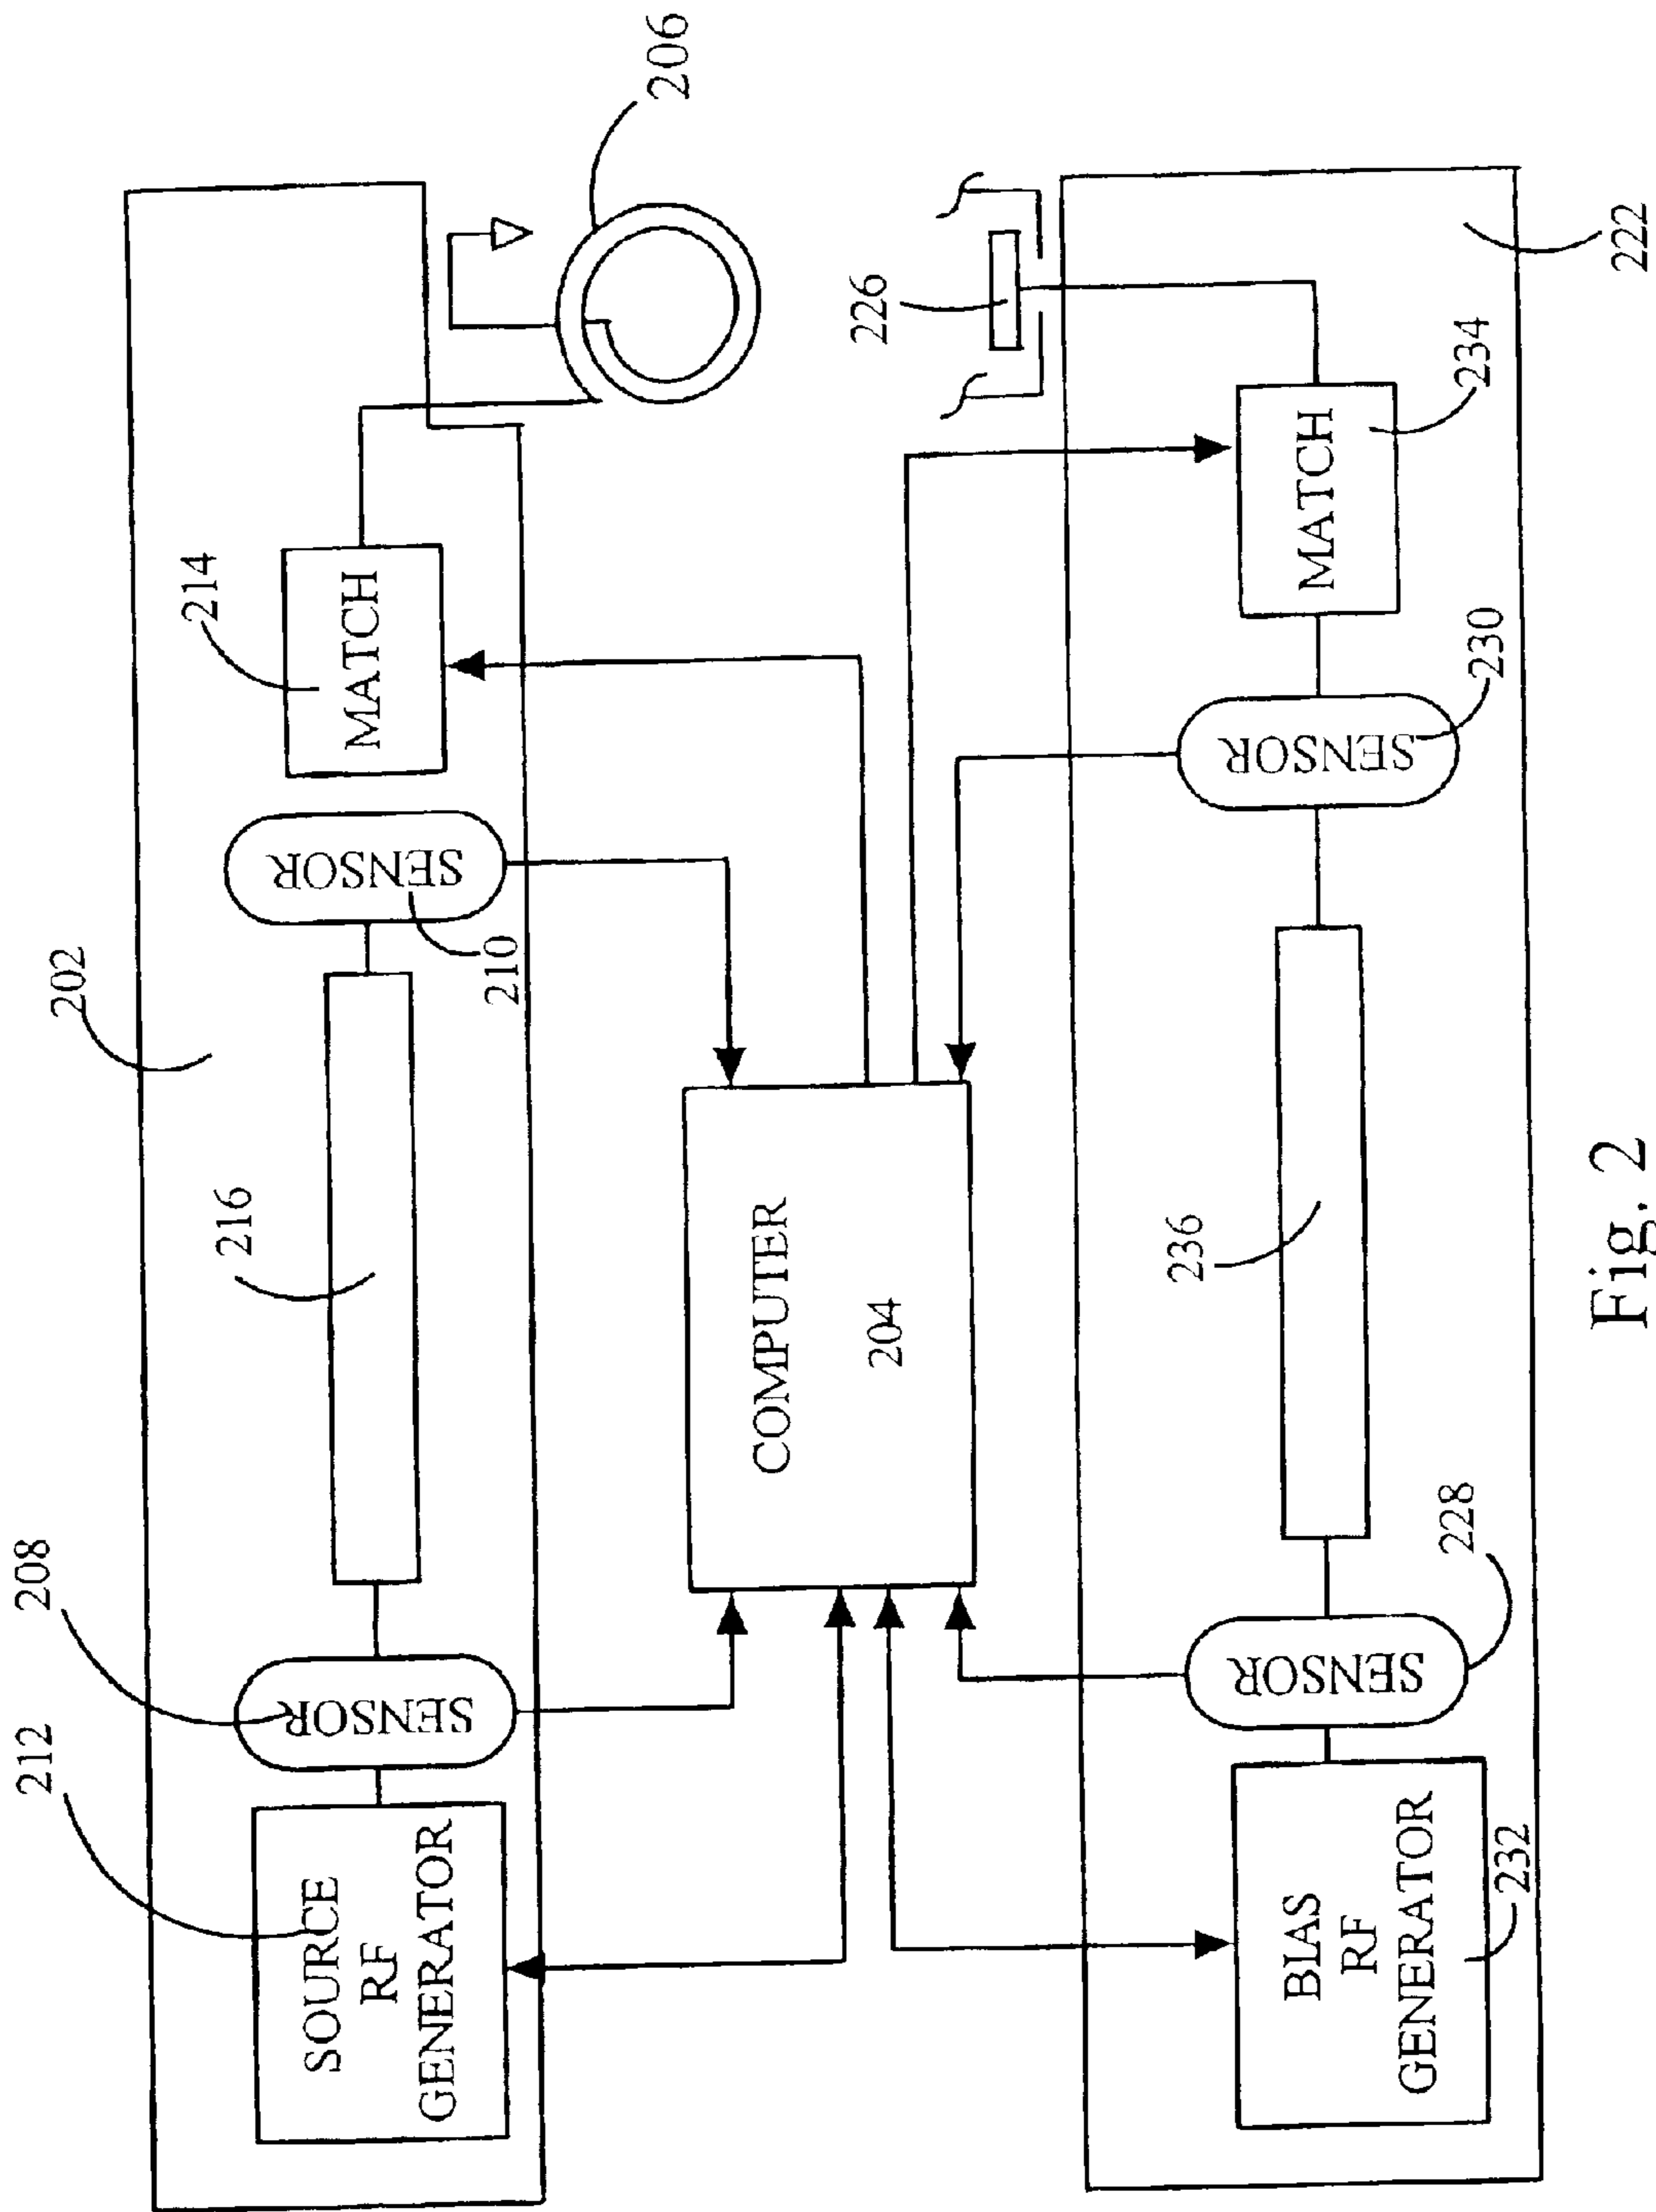 202
214
MATCH
206
SENSOR
210
216
208
SENSOR
212
SOURCE
RF
GENERATOR
COMPUTER
204
226
MATCH
234
SENSOR
230
236
SENSOR
228
BIAS
RF
GENERATOR
232
222
Fig. 2